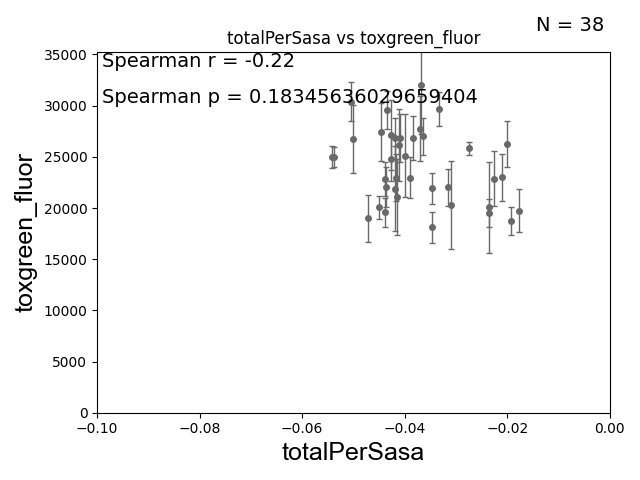 N = 38
totalPerSasa vs toxgreen_fluor
Spearman r = -0.22
Spearman p = 0.18345636029659404
35000
30000
25000
20000
15000
10000
5000
0
toxgreen_fluor
−0.10
−0.08
−0.06
−0.04
−0.02
0.00
totalPerSasa